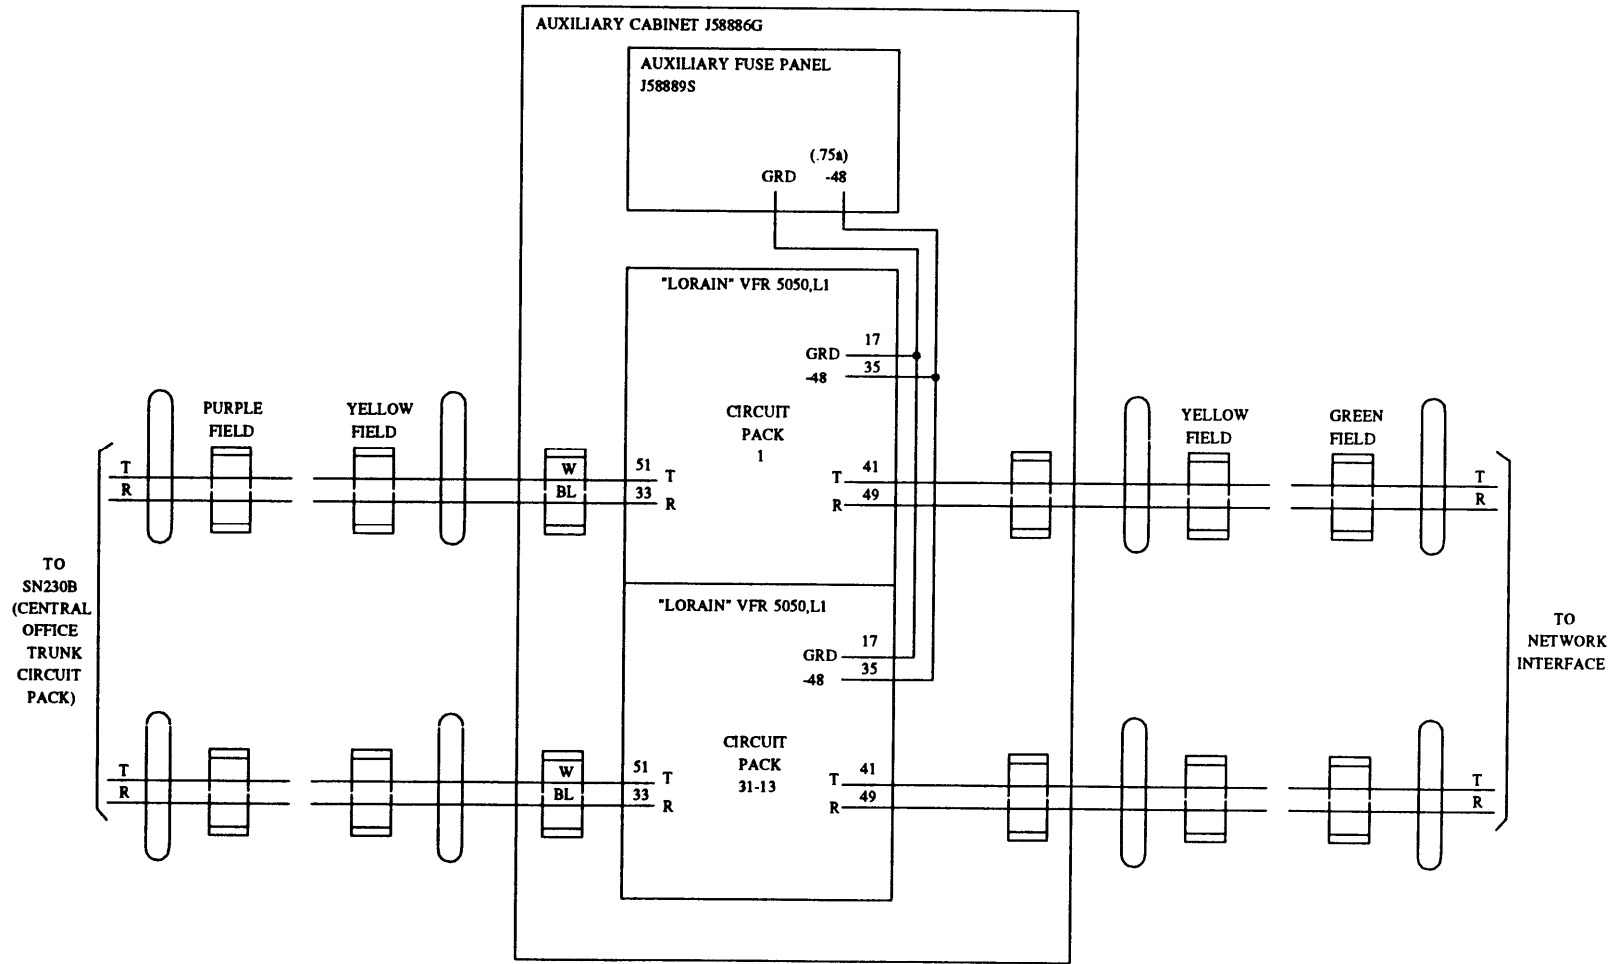 AUXILIARY CABINET J58886G
AUXILIARY FUSE PANEL
J58889S
(.75a)
GRD -48
"LORAIN" VFR 5050,L1
17
GRD
35
-48
CIRCUIT
PACK
1
PURPLE
FIELD
YELLOW
FIELD
YELLOW
FIELD
GREEN
FIELD
T
R
W
BL
51
33
T
R
41
T
49
R
T
R
TO
SN230B
(CENTRAL
OFFICE
TRUNK
CIRCUIT
PACK)
"LORAIN" VFR 5050,L1
17
GRD
35
-48
TO
NETWORK
INTERFACE
CIRCUIT
PACK
31-13
T
R
W
BL
51
33
T
R
41
T
49
R
T
R